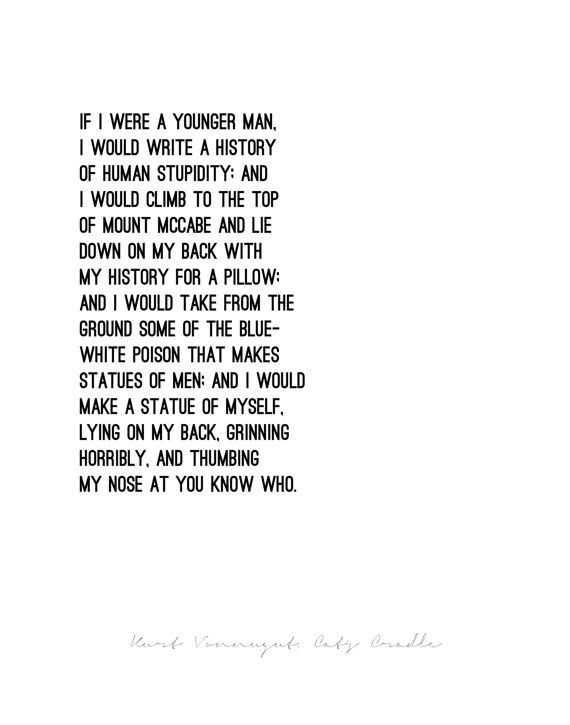 IF I WERE A YOUNGER MAN,
I WOULD WRITE A HISTORY
OF HUMAN STUPIDITY; AND
I WOULD CLIMB TO THE TOP
OF MOUNT MCCABE AND LIE
DOWN ON MY BACK WITH
MY HISTORY FOR A PILLOW;
AND I WOULD TAKE FROM THE
GROUND SOME OF THE BLUE-
WHITE POISON THAT MAKES
STATUES OF MEN; AND I WOULD
MAKE A STATUE OF MYSELF,
LYING ON MY BACK, GRINNING
HORRIBLY, AND THUMBING
MY NOSE AT YOU KNOW WHO.
Kurt Vonnegut, Cats Cradle